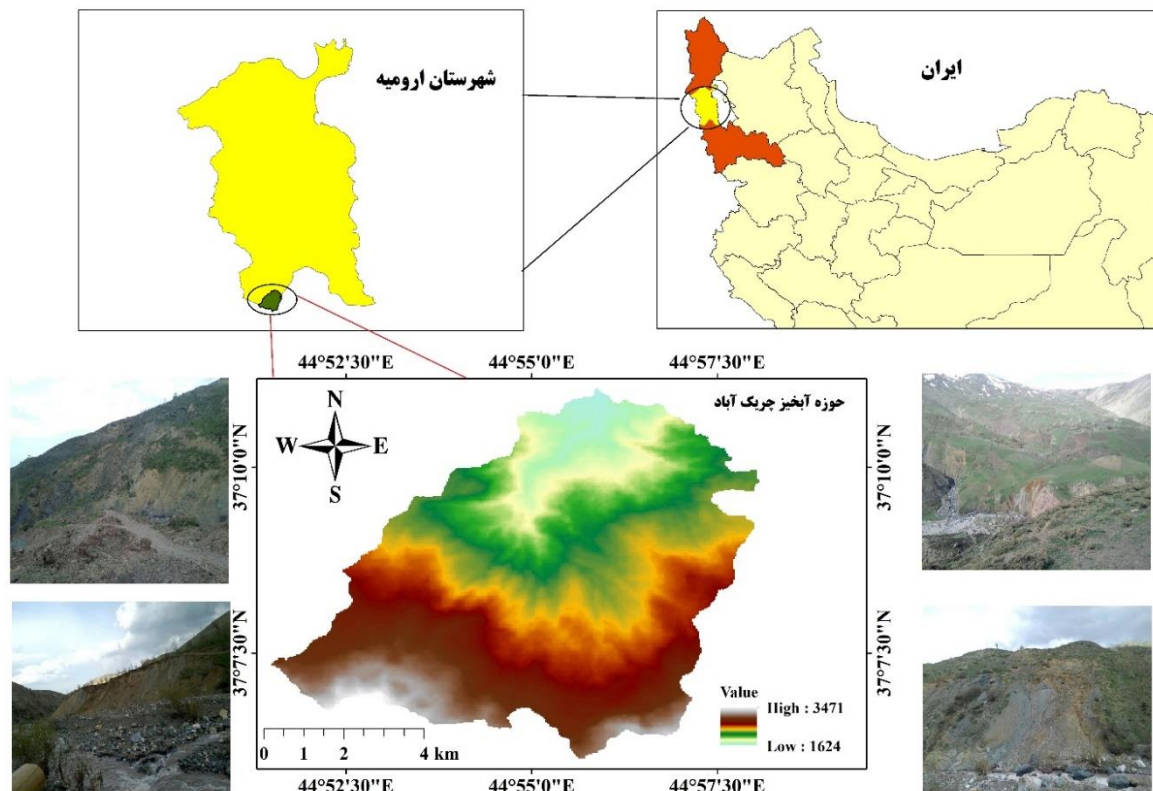 شهرستان ارومیه
ایران
44°52'30"E 44°55'0"E 44°57'30"E
حوزه آبخیز چریک آباد
N
W E
S
37°10'0"N 37°10'0"N
37°7'30"N 37°7'30"N
Value
High : 3471
Low : 1624
0 1 2 4 km
44°52'30"E 44°55'0"E 44°57'30"E